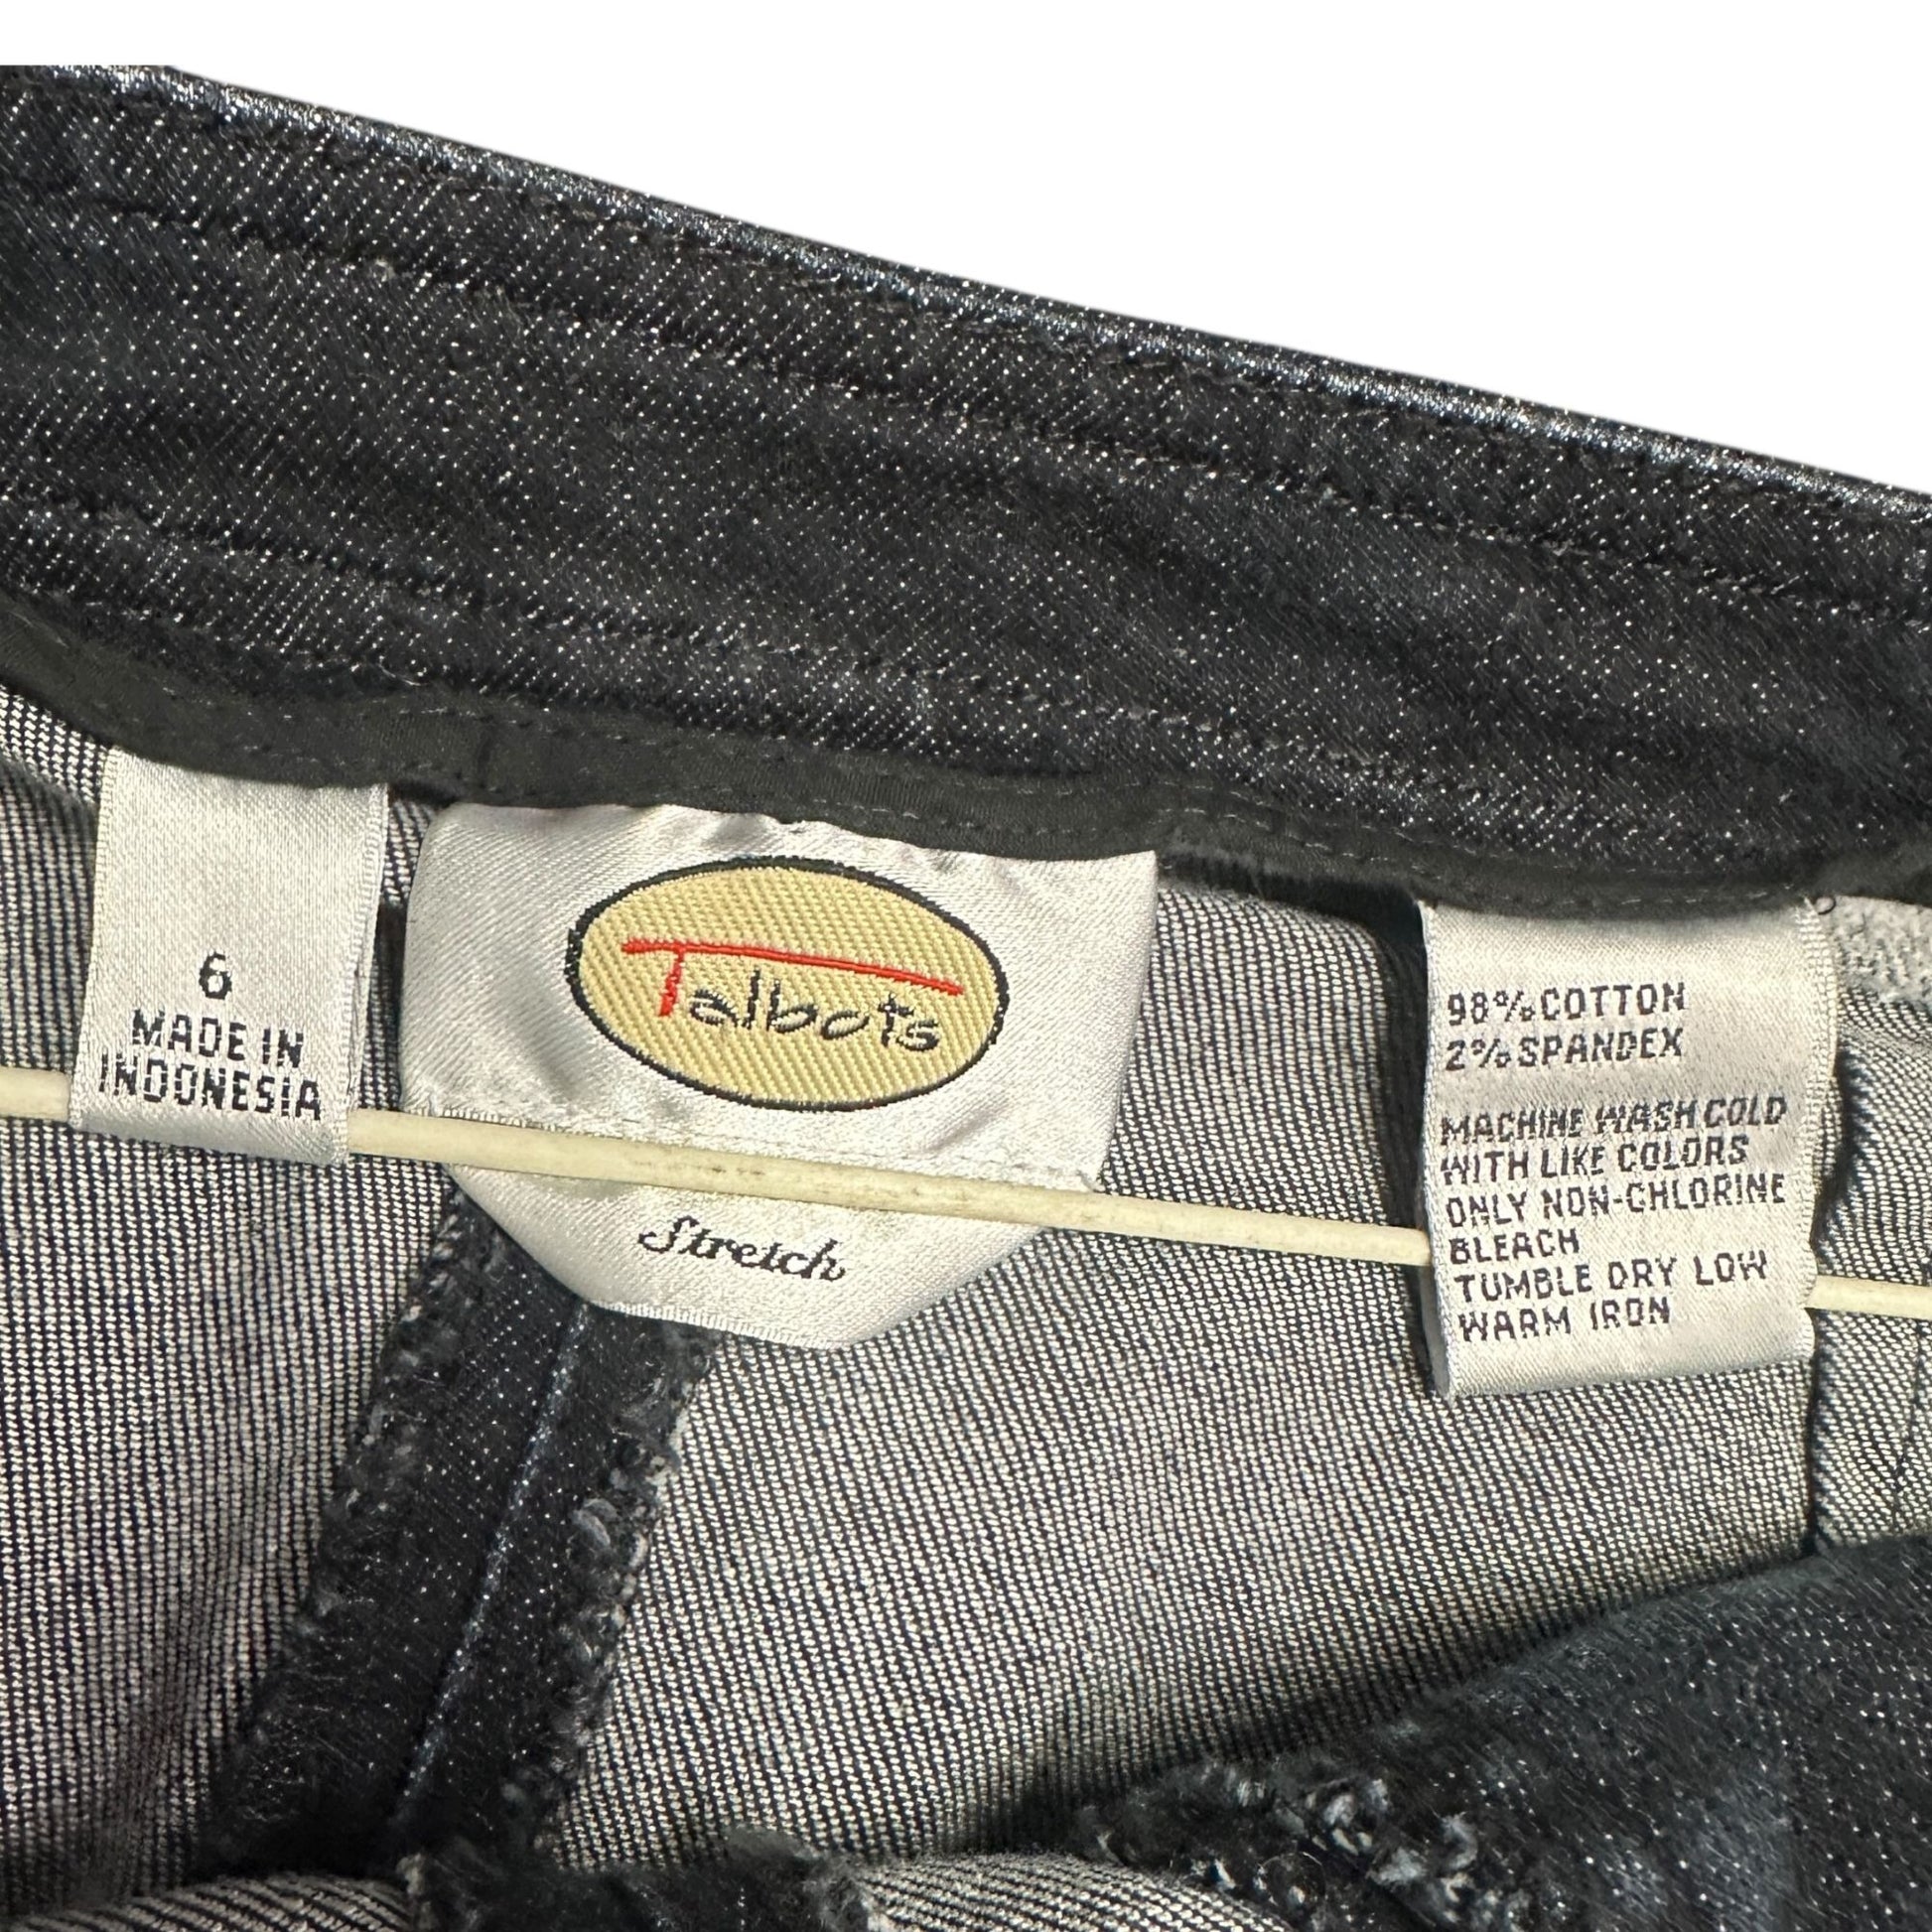 6
MADE IN
INDONESIA
Talbots
Stretch
98% COTTON
2% SPANDEX
MACHINE WASH COLD
WITH LIKE COLORS
ONLY NON-CHLORINE
BLEACH
TUMBLE DRY LOW
WARM IRON